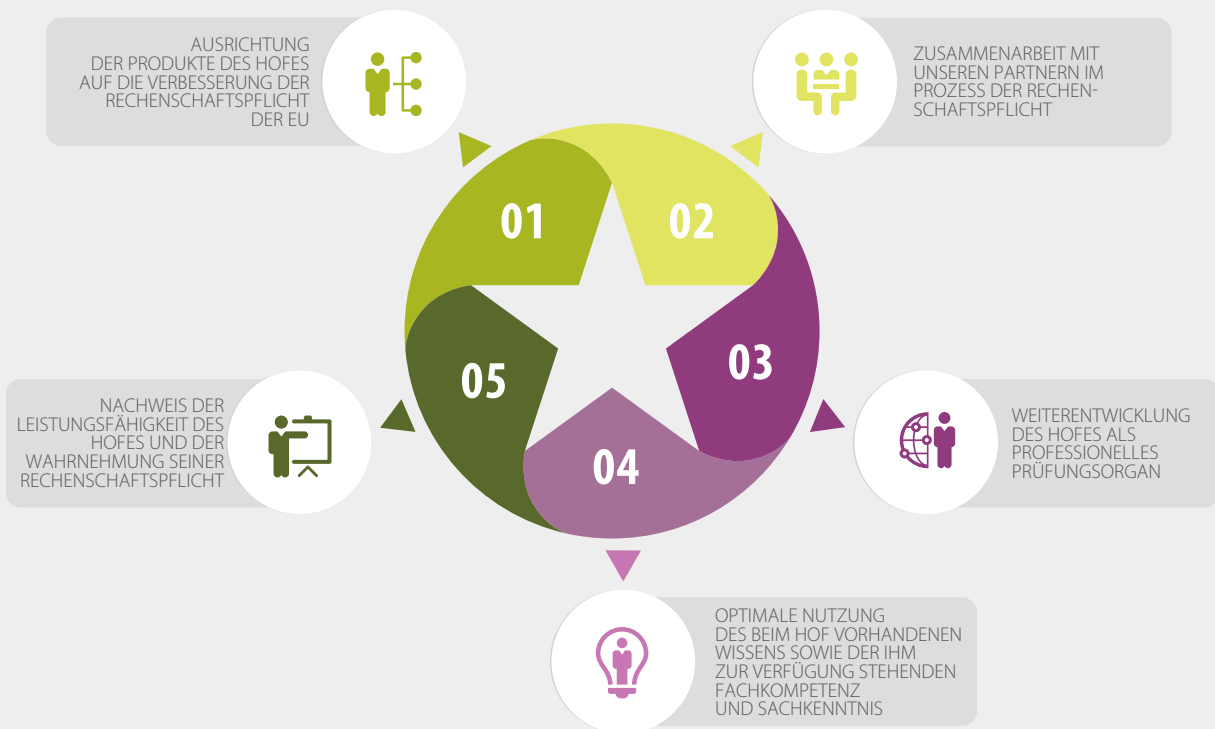 AUSRICHTUNG
DER PRODUKTE DES HOFES
AUF DIE VERBESSERUNG DER
RECHENSCHAFTSPFLICHT
DER EU
ZUSAMMENARBEIT MIT
UNSEREN PARTNERN IM
PROZESS DER RECHEN-
SCHAFTSPFLICHT
01
02
03
04
05
WEITERENTWICKLUNG
DES HOFES ALS
PROFESSIONELLES
PRÜFUNGSORGAN
OPTIMALE NUTZUNG
DES BEIM HOF VORHANDENEN
WISSENS SOWIE DER IHM
ZUR VERFÜGUNG STEHENDEN
FACHKOMPETENZ
UND SACHKENNTNIS
NACHWEIS DER
LEISTUNGSFÄHIGKEIT DES
HOFES UND DER
WAHRNEHMUNG SEINER
RECHENSCHAFTSPFLICHT